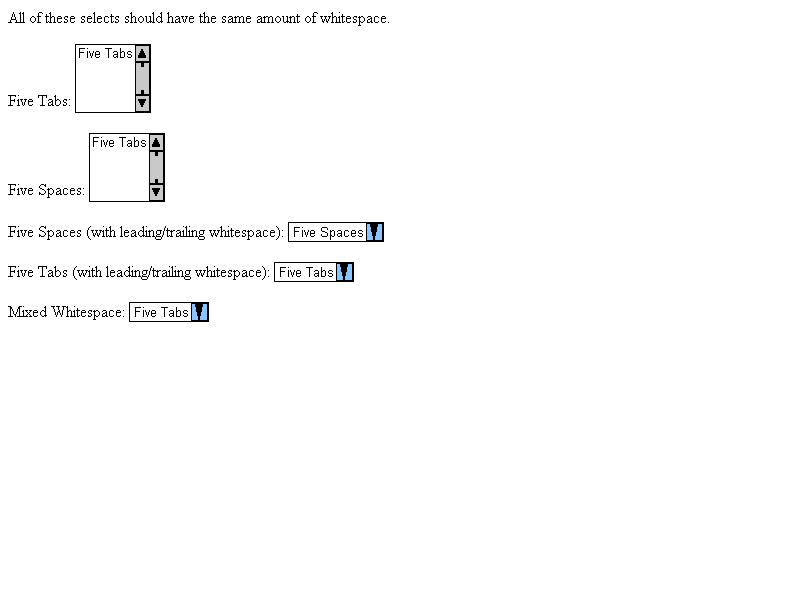 All of these selects should have the same amount of whitespace.
Five Tabs
Five Tabs:
Five Tabs
Five Spaces:
Five Spaces (with leading/trailing whitespace): Five Spaces
Five Tabs (with leading/trailing whitespace): Five Tabs
Mixed Whitespace: Five Tabs